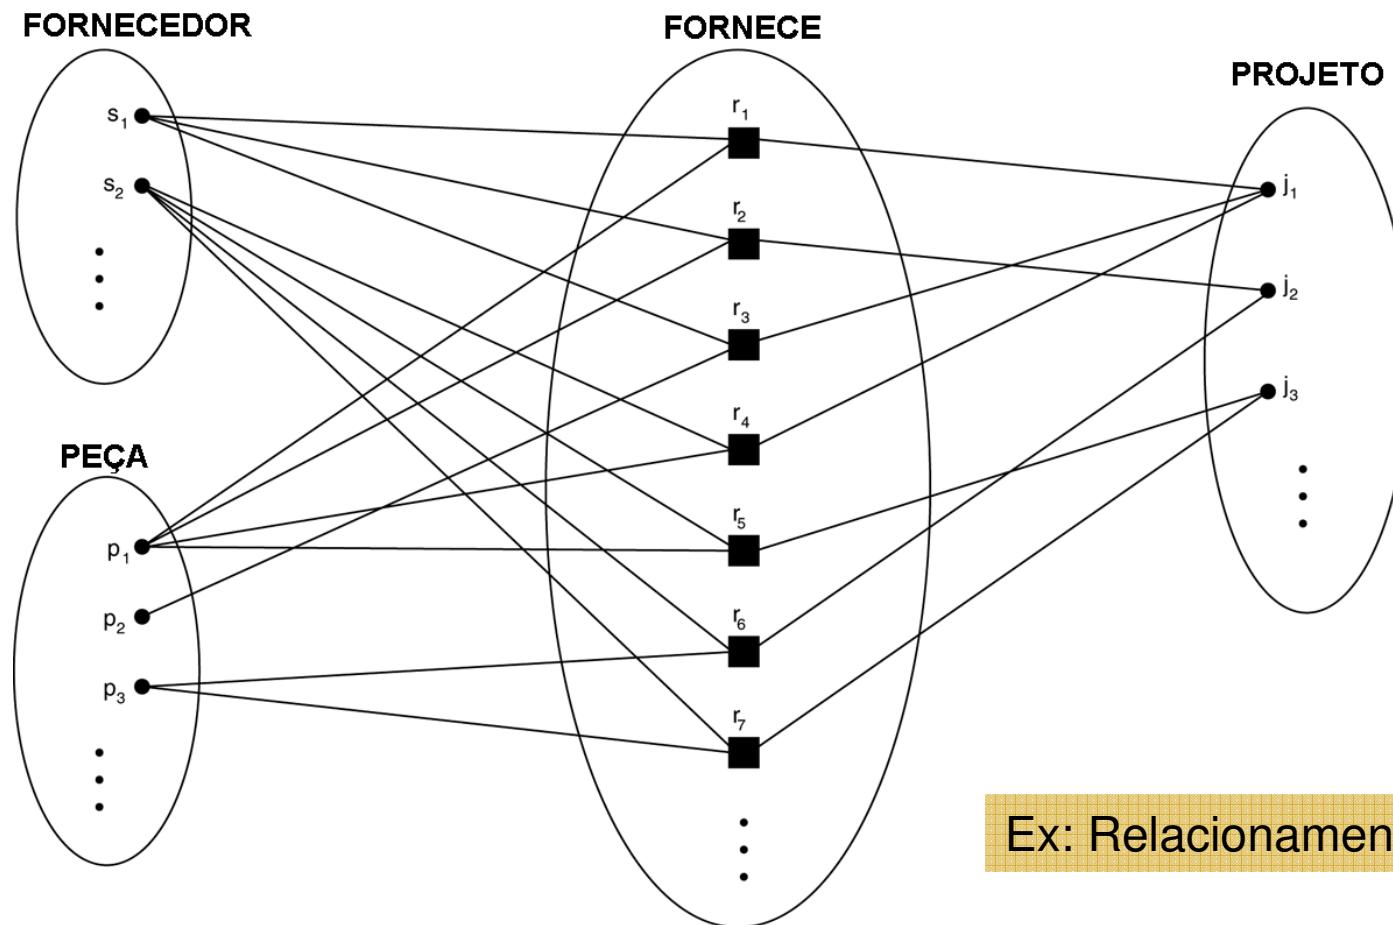 FORNECEDOR
s1
s2
PEÇA
p1
p2
p3
FORNECE
r1
r2
r3
r4
r5
r6
r7
PROJETO
j1
j2
j3
Ex: Relacionamen